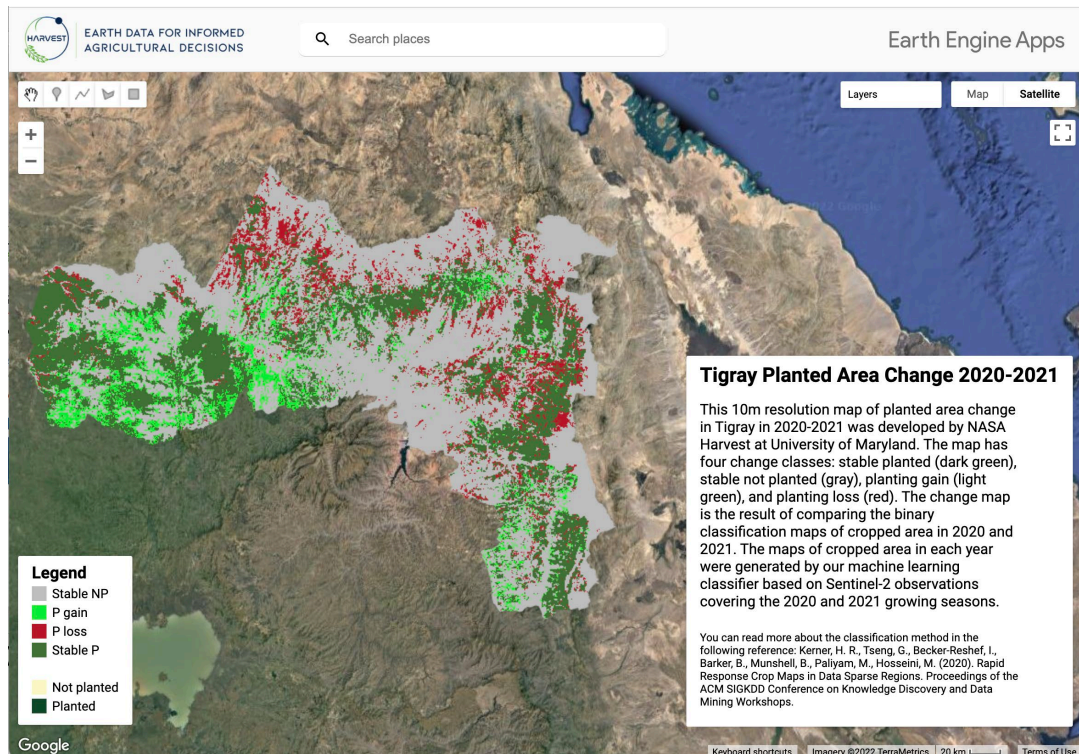 HARVEST
EARTH DATA FOR INFORMED
AGRICULTURAL DECISIONS
Search places
Earth Engine Apps
Layers
Map
Satellite
+
−
Tigray Planted Area Change 2020-2021
This 10m resolution map of planted area change
in Tigray in 2020-2021 was developed by NASA
Harvest at University of Maryland. The map has
four change classes: stable planted (dark green),
stable not planted (gray), planting gain (light
green), and planting loss (red). The change map
is the result of comparing the binary
classification maps of cropped area in 2020 and
2021. The maps of cropped area in each year
were generated by our machine learning
classifier based on Sentinel-2 observations
covering the 2020 and 2021 growing seasons.
You can read more about the classification method in the
following reference: Kerner, H. R., Tseng, G., Becker-Reshef, I.,
Barker, B., Munshell, B., Paliyam, M., Hosseini, M. (2020). Rapid
Response Crop Maps in Data Sparse Regions. Proceedings of the
ACM SIGKDD Conference on Knowledge Discovery and Data
Mining Workshops.
Legend
Stable NP
P gain
P loss
Stable P
Not planted
Planted
Google
Keyboard shortcuts
Imagery ©2022 TerraMetrics
20 km
Terms of Use